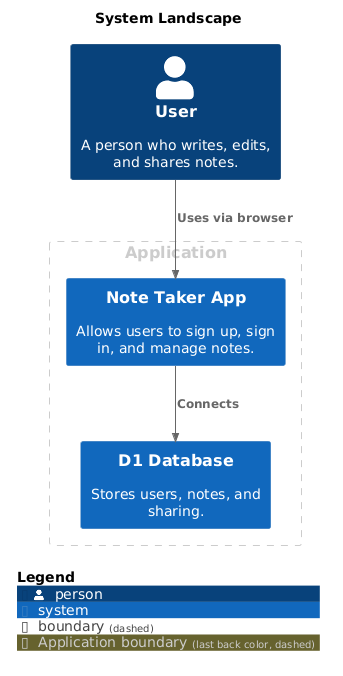 System Landscape
User
A person who writes, edits,
and shares notes.
Uses via browser
Application
Note Taker App
Allows users to sign up, sign
in, and manage notes.
Connects
D1 Database
Stores users, notes, and
sharing.
Legend
person
system
boundary (dashed)
Application boundary (last back color, dashed)